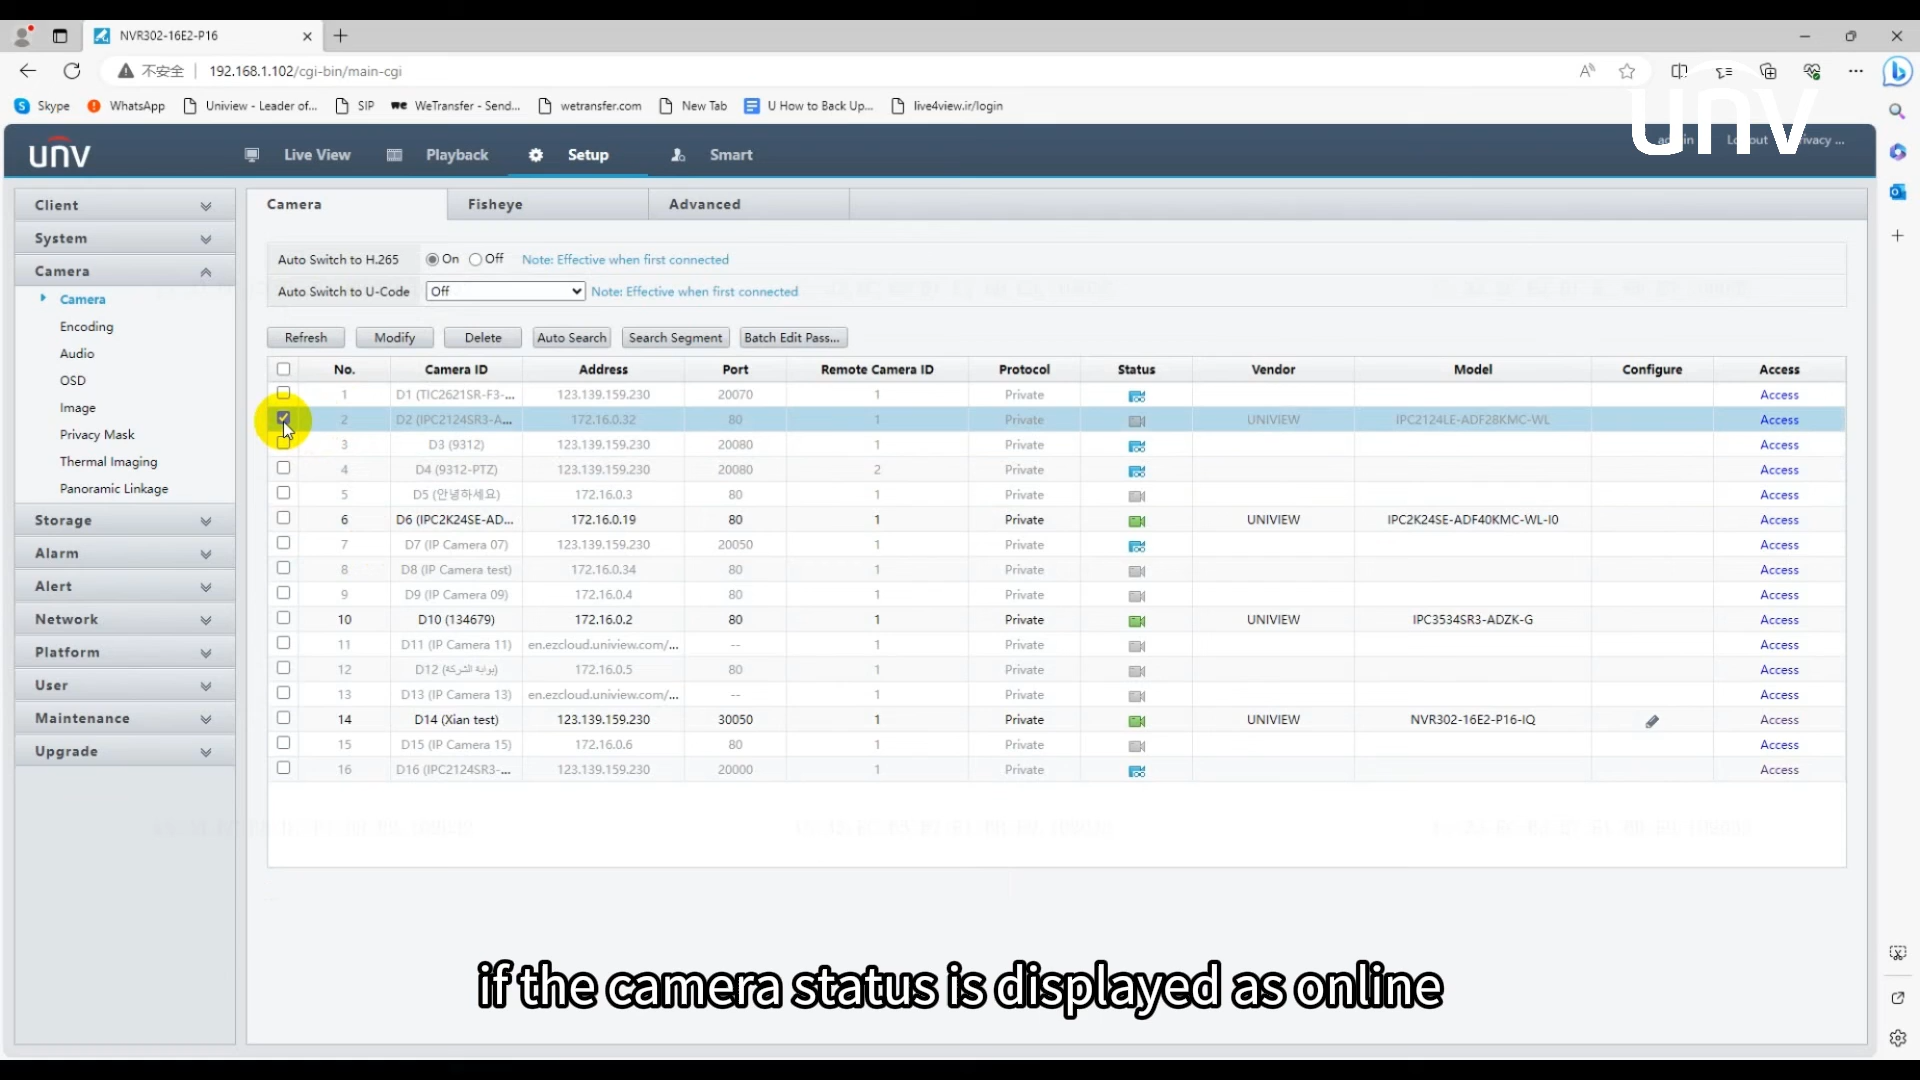 NVR302-16E2-P16
不安全 192.168.1.102/cgi-bin/main-cgi
Skype WhatsApp Uniview - Leader of... SIP WeTransfer - Send... wetransfer.com New Tab U How to Back Up... live4view.ir/login
unv Live View Playback Setup Smart
unv
Client
System
Camera
Camera
Encoding
Audio
OSD
Image
Privacy Mask
Thermal Imaging
Panoramic Linkage
Storage
Alarm
Alert
Network
Platform
User
Maintenance
Upgrade
Camera Fisheye Advanced
Auto Switch to H.265 On Off Note: Effective when first connected
Auto Switch to U-Code Off Note: Effective when first connected
Refresh Modify Delete Auto Search Search Segment Batch Edit Pass...
No. Camera ID Address Port Remote Camera ID Protocol Status Vendor Model Configure Access
1 D1 (TIC2621SR-F3-... 123.139.159.230 20070 1 Private Access
2 D2 (IPC2124SR3-A... 172.16.0.32 80 1 Private UNIVIEW IPC2124LE-ADF28KMC-WL Access
3 D3 (9312) 123.139.159.230 20080 1 Private Access
4 D4 (9312-PTZ) 123.139.159.230 20080 2 Private Access
5 D5 (안녕하세요) 172.16.0.3 80 1 Private Access
6 D6 (IPC2K24SE-AD... 172.16.0.19 80 1 Private UNIVIEW IPC2K24SE-ADF40KMC-WL-I0 Access
7 D7 (IP Camera 07) 123.139.159.230 20050 1 Private Access
8 D8 (IP Camera test) 172.16.0.34 80 1 Private Access
9 D9 (IP Camera 09) 172.16.0.4 80 1 Private Access
10 D10 (134679) 172.16.0.2 80 1 Private UNIVIEW IPC3534SR3-ADZK-G Access
11 D11 (IP Camera 11) en.ezcloud.uniview.com/... -- 1 Private Access
12 D12 (بوابة الشركة) 172.16.0.5 80 1 Private Access
13 D13 (IP Camera 13) en.ezcloud.uniview.com/... -- 1 Private Access
14 D14 (Xian test) 123.139.159.230 30050 1 Private UNIVIEW NVR302-16E2-P16-IQ Access
15 D15 (IP Camera 15) 172.16.0.6 80 1 Private Access
16 D16 (IPC2124SR3-... 123.139.159.230 20000 1 Private Access
if the camera status is displayed as online